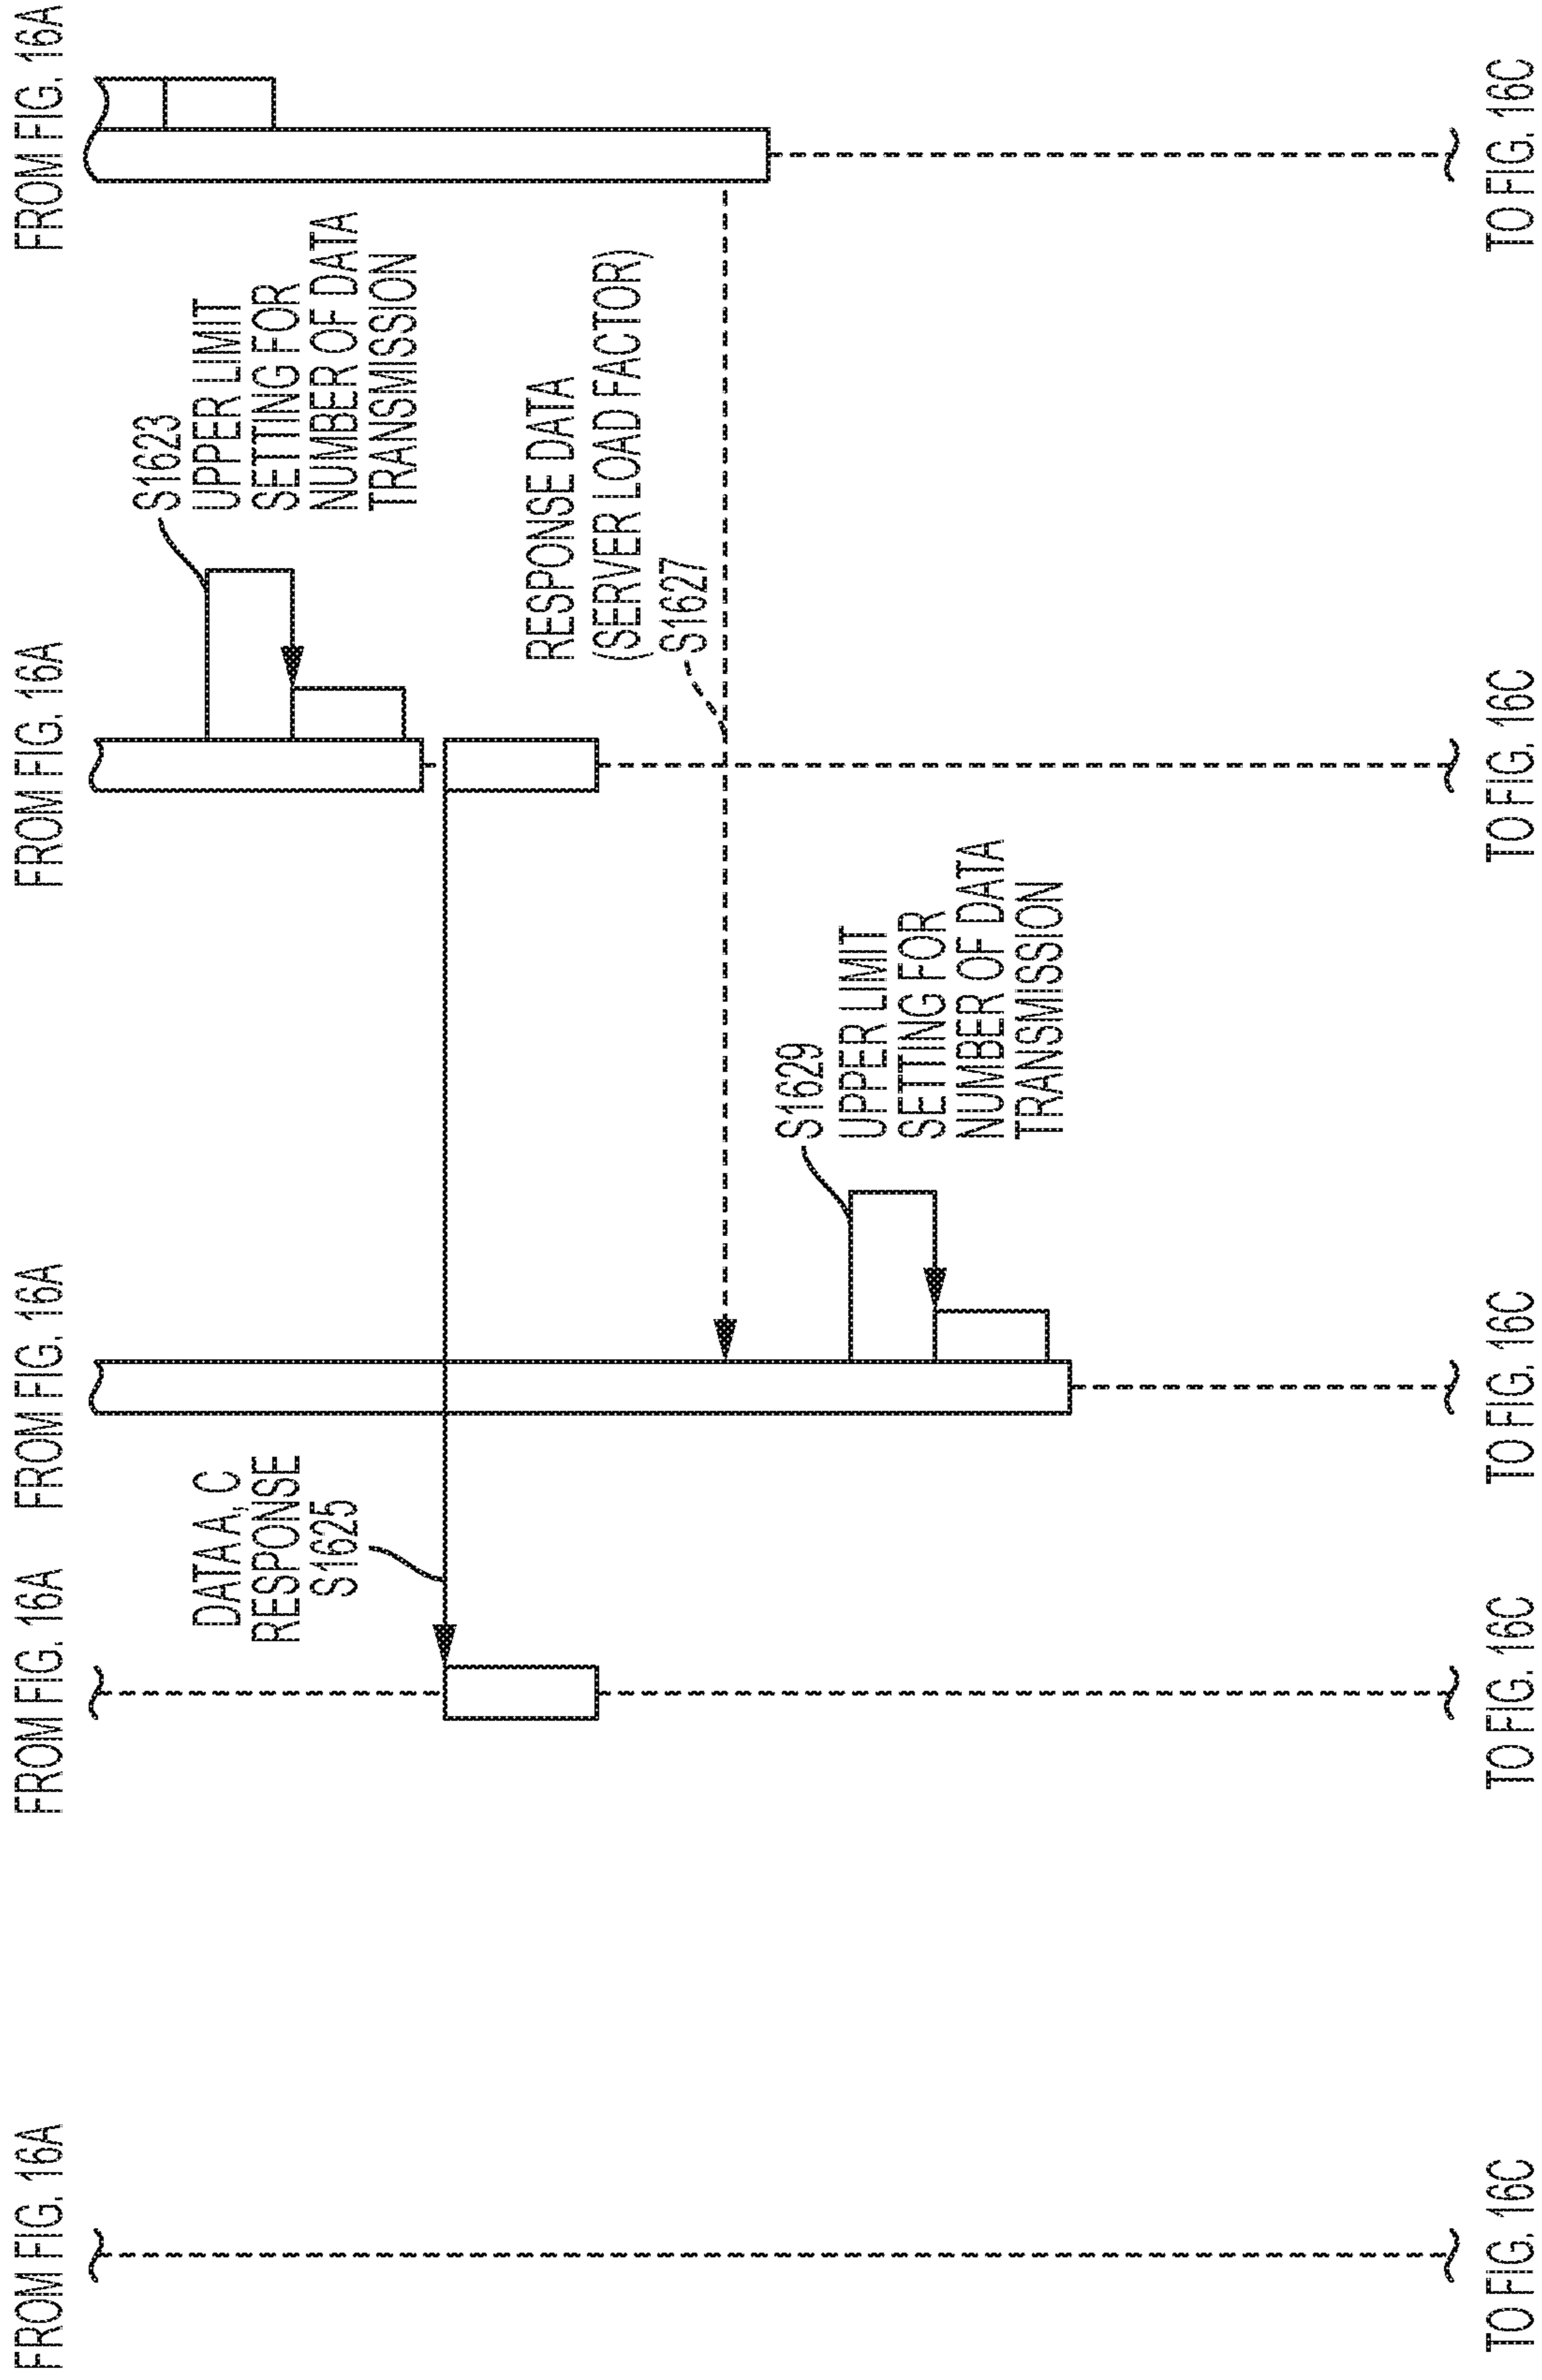 FROM FIG. 16A
FROM FIG. 16A
FROM FIG. 16A
FROM FIG. 16A
FROM FIG. 16A
S1623
UPPER LIMIT
SETTING FOR
NUMBER OF DATA
TRANSMISSION
DATA A, C
RESPONSE
S1625
RESPONSE DATA
(SERVER LOAD FACTOR)
S1627
S1629
UPPER LIMIT
SETTING FOR
NUMBER OF DATA
TRANSMISSION
TO FIG. 16C
TO FIG. 16C
TO FIG. 16C
TO FIG. 16C
TO FIG. 16C